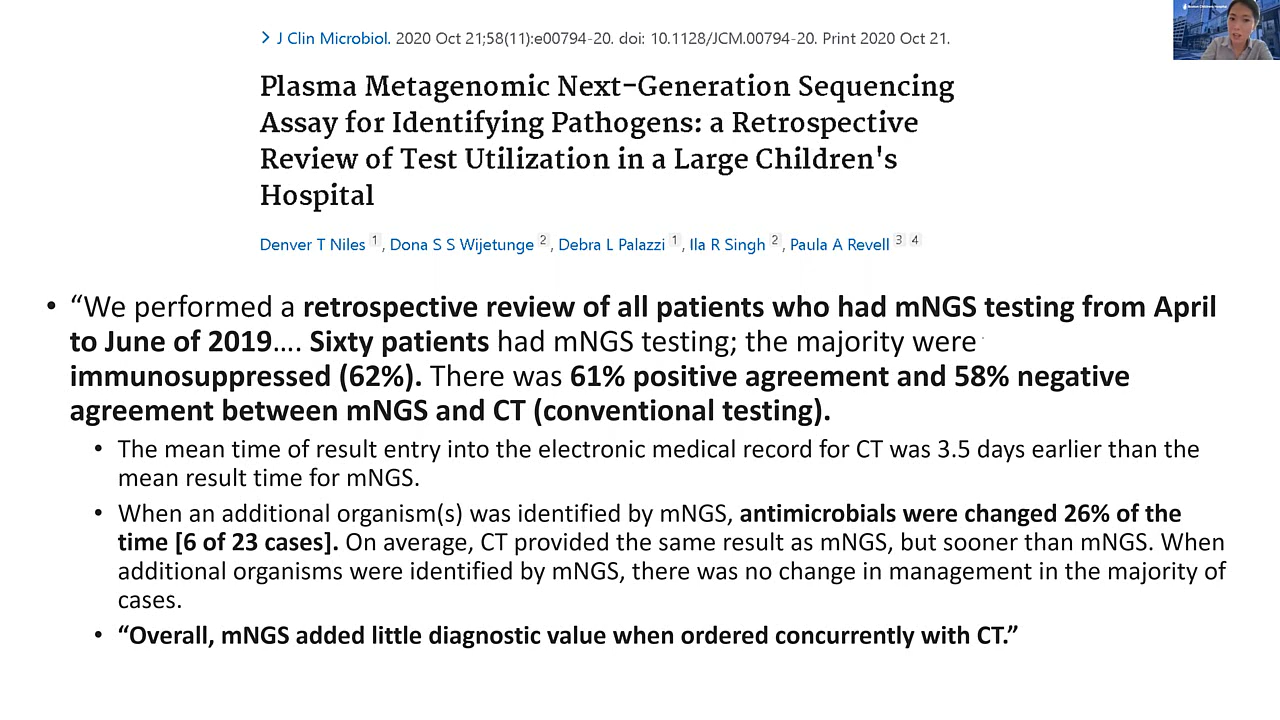 > J Clin Microbiol. 2020 Oct 21;58(11):e00794-20. doi: 10.1128/JCM.00794-20. Print 2020 Oct 21.
Plasma Metagenomic Next-Generation Sequencing
Assay for Identifying Pathogens: a Retrospective
Review of Test Utilization in a Large Children's
Hospital
Denver T Niles 1, Dona S S Wijetunge 2, Debra L Palazzi 1, Ila R Singh 2, Paula A Revell 3 4
• “We performed a retrospective review of all patients who had mNGS testing from April
to June of 2019…. Sixty patients had mNGS testing; the majority were
immunosuppressed (62%). There was 61% positive agreement and 58% negative
agreement between mNGS and CT (conventional testing).
• The mean time of result entry into the electronic medical record for CT was 3.5 days earlier than the
mean result time for mNGS.
• When an additional organism(s) was identified by mNGS, antimicrobials were changed 26% of the
time [6 of 23 cases]. On average, CT provided the same result as mNGS, but sooner than mNGS. When
additional organisms were identified by mNGS, there was no change in management in the majority of
cases.
• “Overall, mNGS added little diagnostic value when ordered concurrently with CT.”
Boston Children's Hospital